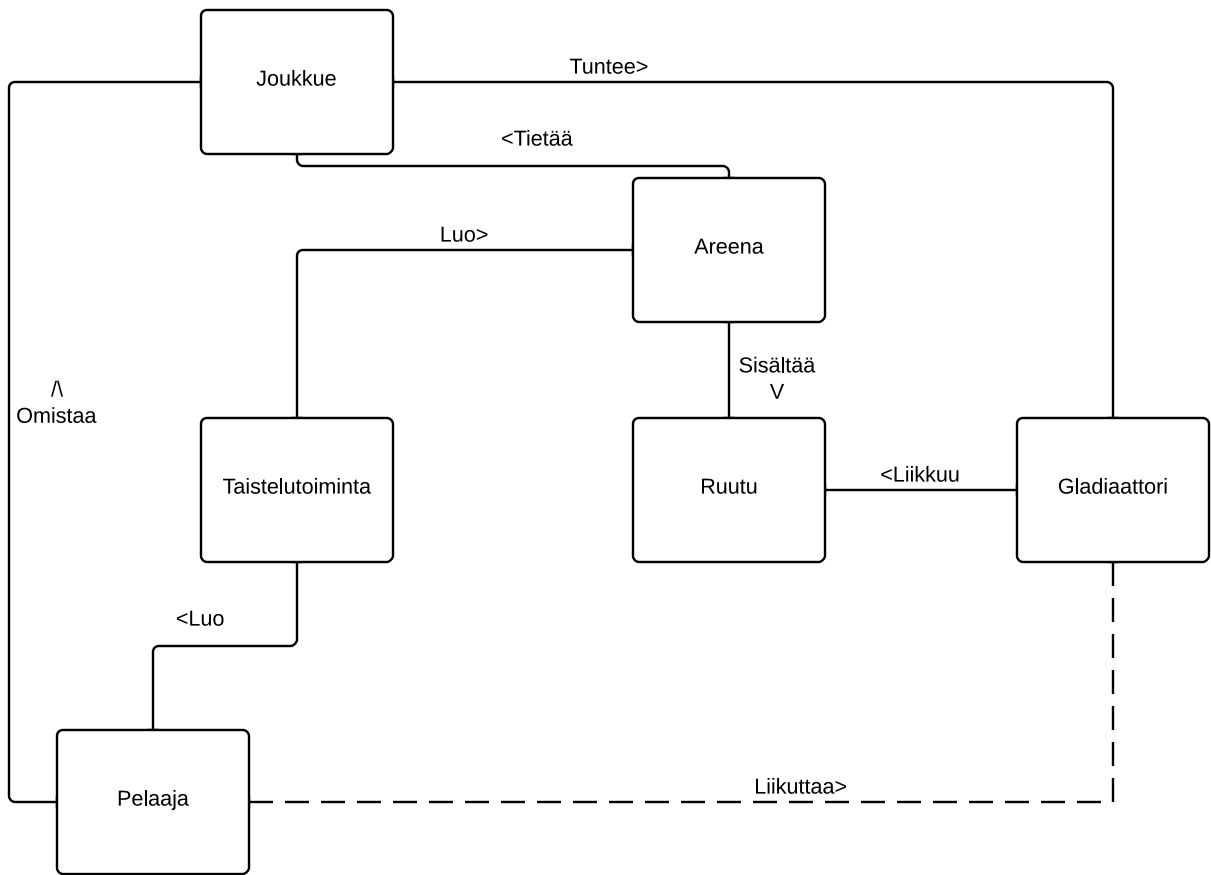 Joukkue
Tuntee>
<Tietää
Luo>
Areena
Sisältää
V
/\
Omistaa
Taistelutoiminta
Ruutu
<Liikkuu
Gladiaattori
<Luo
Pelaaja
Liikuttaa>